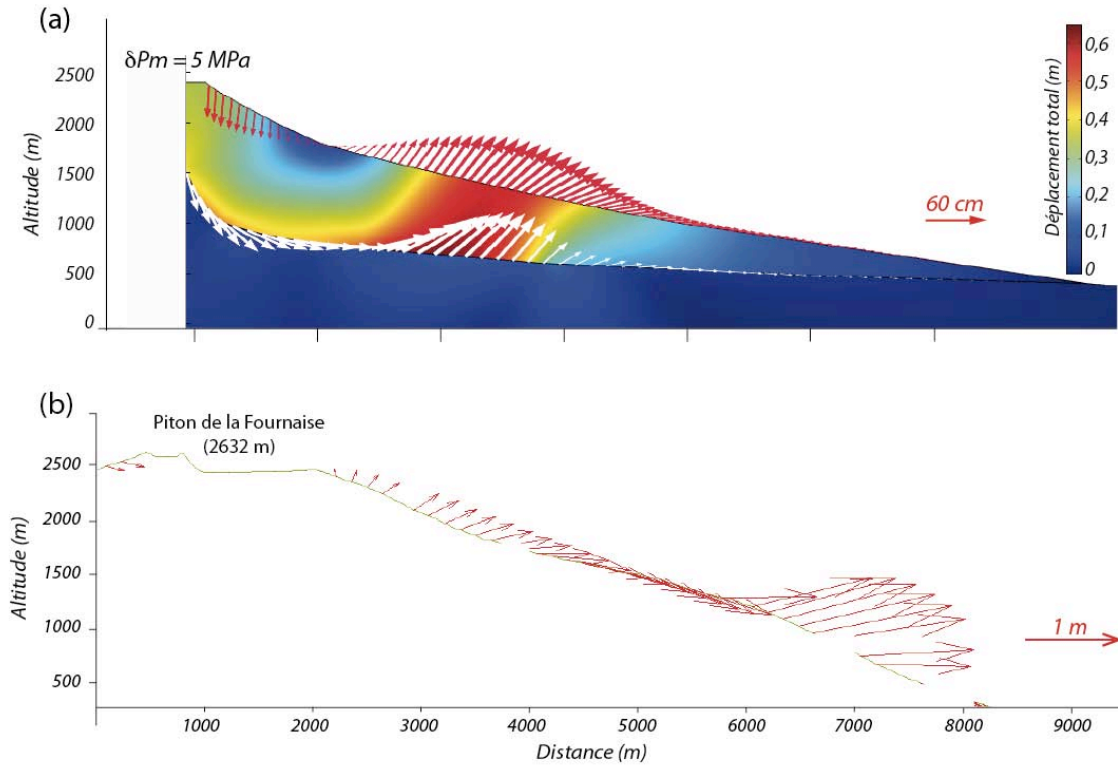 (a)
δPm = 5 MPa
2500
2000
1500
1000
500
0
Altitude (m)
60 cm
0,6
0,5
0,4
0,3
0,2
0,1
0
Déplacement total (m)
(b)
Piton de la Fournaise
(2632 m)
2500
2000
1500
1000
500
Altitude (m)
1 m
1000 2000 3000 4000 5000 6000 7000 8000 9000
Distance (m)